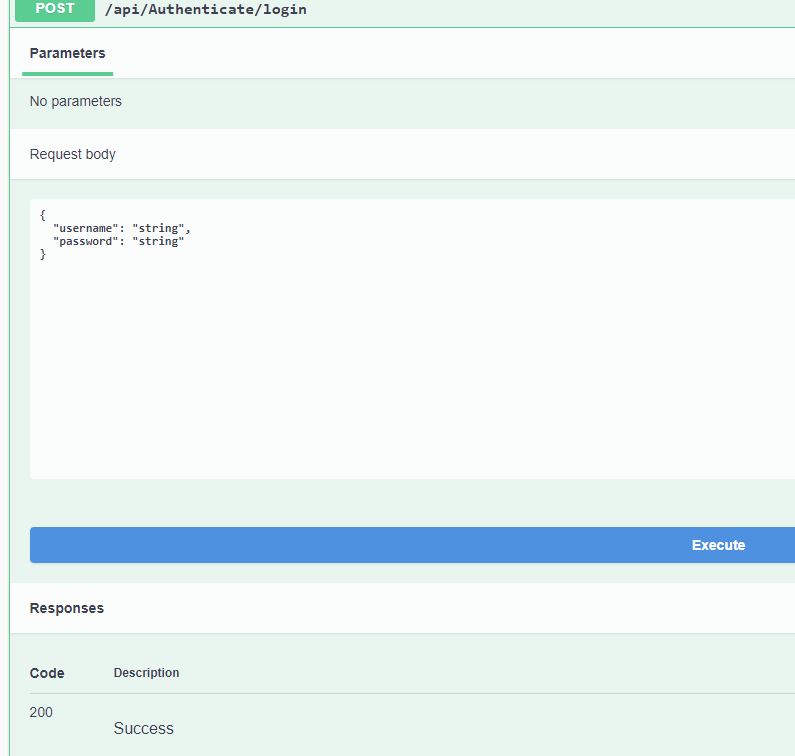 POST /api/Authenticate/login
Parameters
No parameters
Request body
{
  "username": "string",
  "password": "string"
}
Execute
Responses
Code Description
200
Success